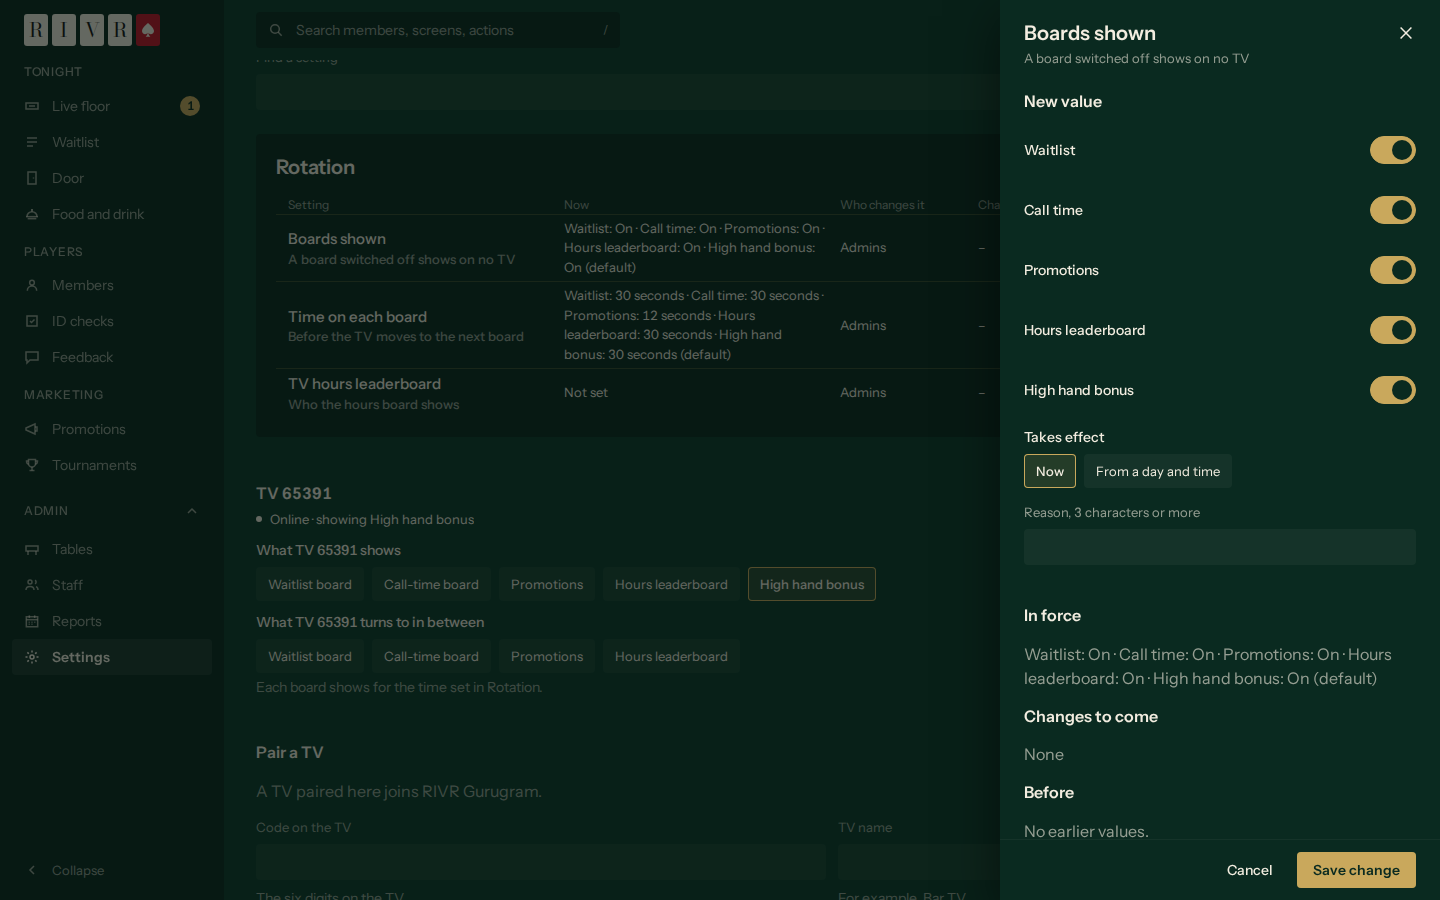 RIVR
Search members, screens, actions /
TONIGHT
Live floor 1
Waitlist
Door
Food and drink
PLAYERS
Members
ID checks
Feedback
MARKETING
Promotions
Tournaments
ADMIN
Tables
Staff
Reports
Settings
Collapse
Find a setting
Rotation
Setting Now Who changes it Cha
Boards shown
A board switched off shows on no TV
Waitlist: On · Call time: On · Promotions: On ·
Hours leaderboard: On · High hand bonus:
On (default)
Admins –
Time on each board
Before the TV moves to the next board
Waitlist: 30 seconds · Call time: 30 seconds ·
Promotions: 12 seconds · Hours
leaderboard: 30 seconds · High hand
bonus: 30 seconds (default)
Admins –
TV hours leaderboard
Who the hours board shows
Not set
Admins –
TV 65391
Online · showing High hand bonus
What TV 65391 shows
Waitlist board Call-time board Promotions Hours leaderboard High hand bonus
What TV 65391 turns to in between
Waitlist board Call-time board Promotions Hours leaderboard
Each board shows for the time set in Rotation.
Pair a TV
A TV paired here joins RIVR Gurugram.
Code on the TV TV name
The six digits on the TV For example, Bar TV
Boards shown
A board switched off shows on no TV
New value
Waitlist
Call time
Promotions
Hours leaderboard
High hand bonus
Takes effect
Now From a day and time
Reason, 3 characters or more
In force
Waitlist: On · Call time: On · Promotions: On · Hours
leaderboard: On · High hand bonus: On (default)
Changes to come
None
Before
No earlier values.
Cancel Save change